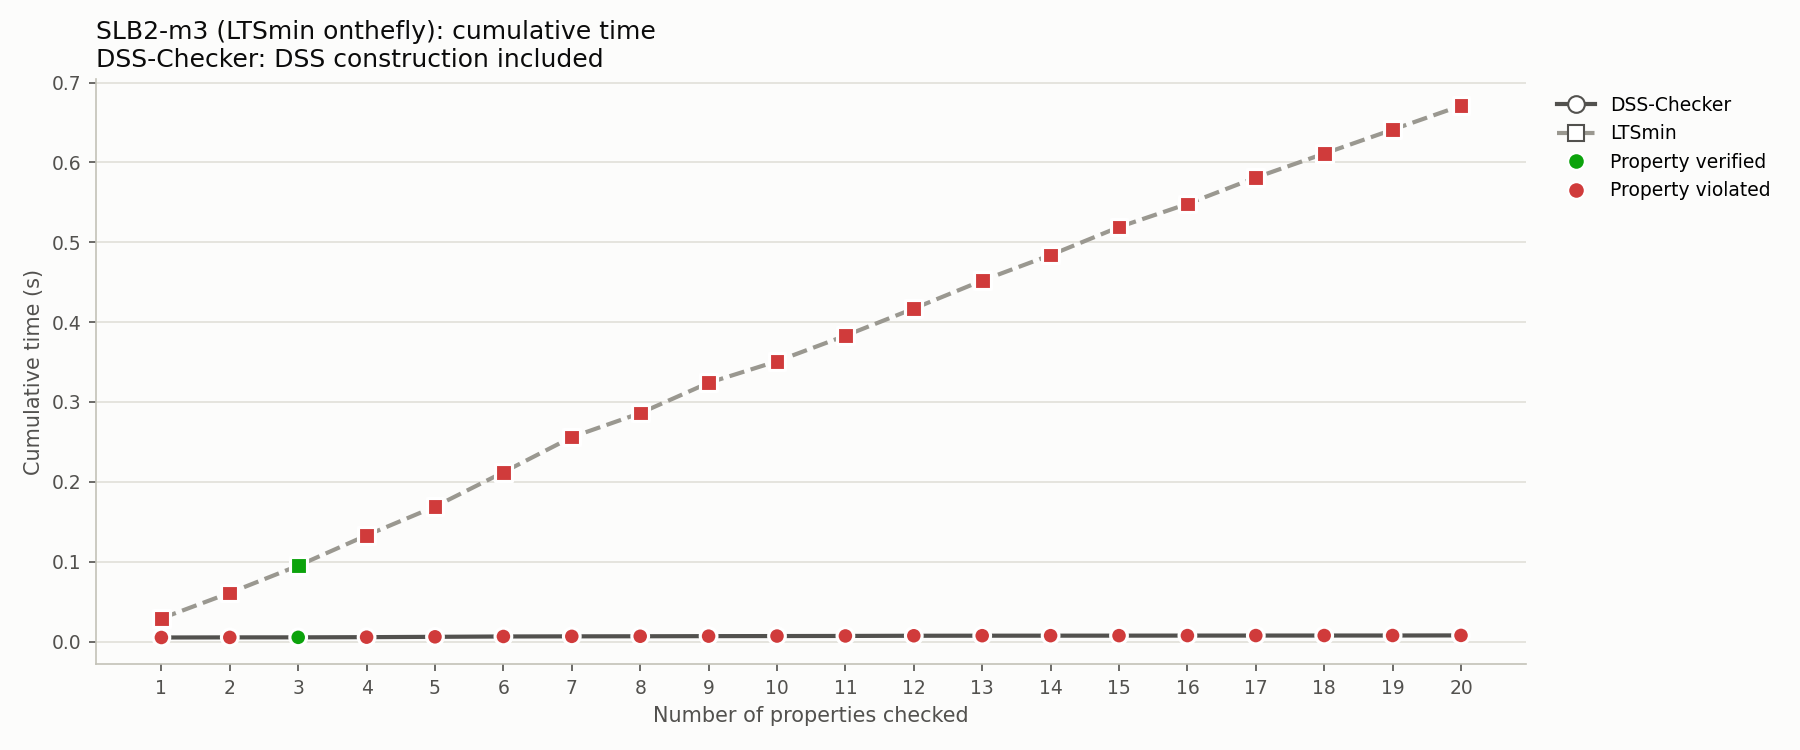 SLB2-m3 (LTSmin onthefly): cumulative time
DSS-Checker: DSS construction included
0.7
0.6
0.5
0.4
0.3
0.2
0.1
0.0
Cumulative time (s)
1 2 3 4 5 6 7 8 9 10 11 12 13 14 15 16 17 18 19 20
Number of properties checked
DSS-Checker
LTSmin
Property verified
Property violated